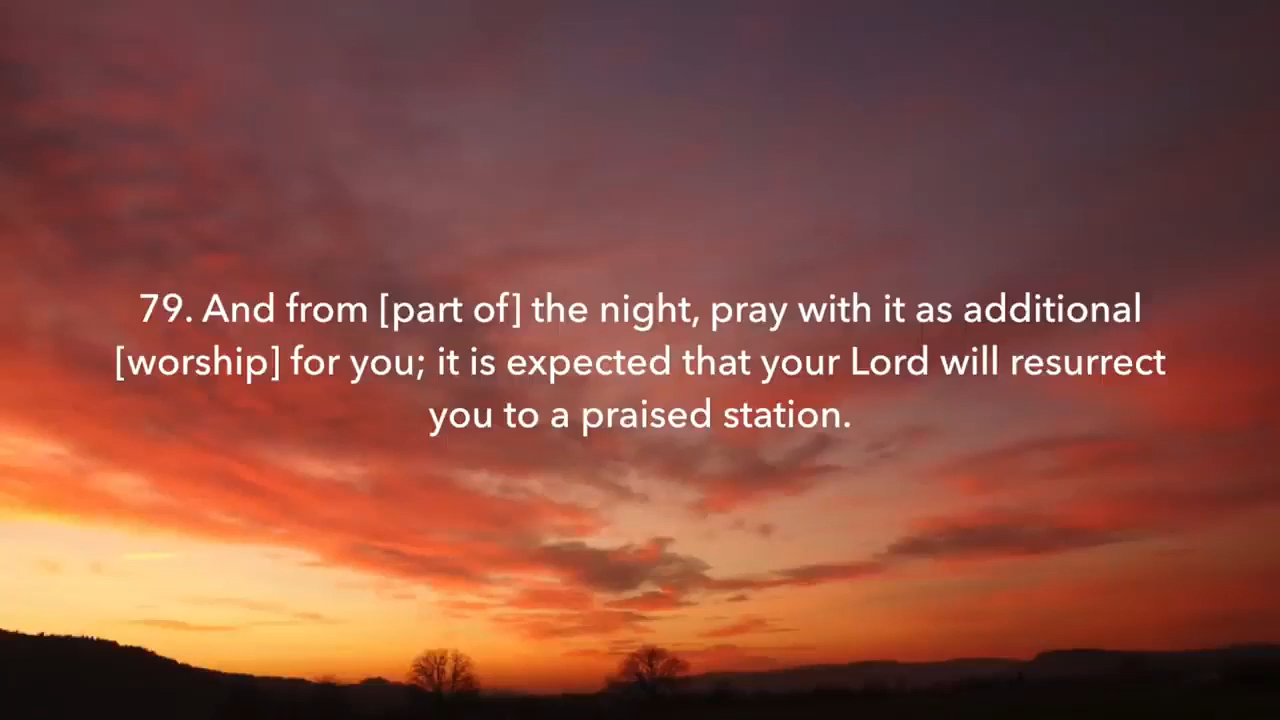 79. And from [part of] the night, pray with it as additional
[worship] for you; it is expected that your Lord will resurrect
you to a praised station.